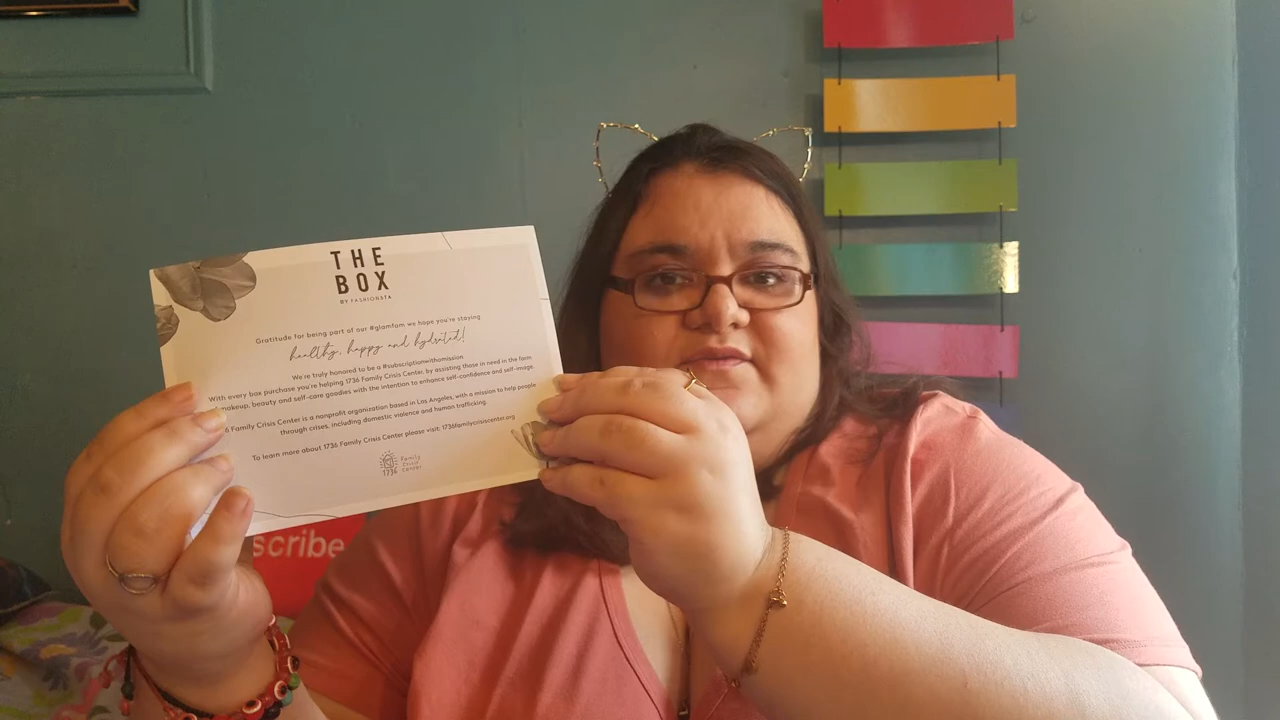 THE
BOX
BY FASHIONSTA
Gratitude for being part of our #glamfam we hope you're staying
healthy, happy and hydrated!
We're truly honored to be a #subscriptionwithamission
With every box purchase you're helping 1736 Family Crisis Center, by assisting those in need in the form
makeup, beauty and self-care goodies with the intention to enhance self-confidence and self-image.
6 Family Crisis Center is a nonprofit organization based in Los Angeles, with a mission to help people
through crises, including domestic violence and human trafficking.
To learn more about 1736 Family Crisis Center please visit: 1736familycrisiscenter.org
1736
Family
Crisis
Center
scribe